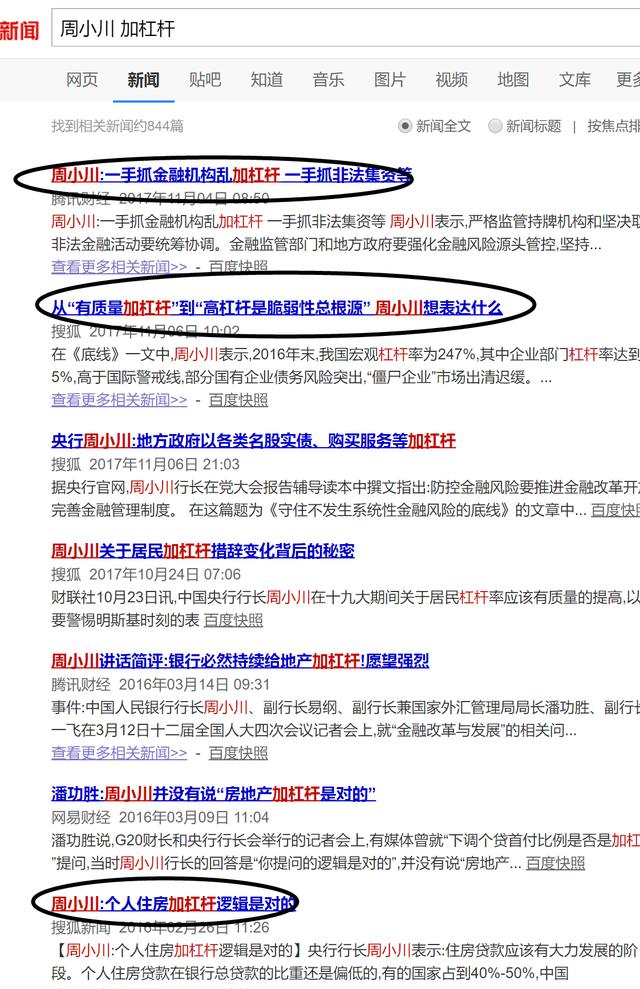 新闻
周小川 加杠杆
网页 新闻 贴吧 知道 音乐 图片 视频 地图 文库 更多
找到相关新闻约844篇 新闻全文 新闻标题 | 按焦点排
周小川:一手抓金融机构乱加杠杆 一手抓非法集资等
腾讯财经 2017年11月04日 08:50
周小川:一手抓金融机构乱加杠杆 一手抓非法集资等 周小川表示,严格监管持牌机构和坚决取
非法金融活动要统筹协调。金融监管部门和地方政府要强化金融风险源头管控,坚持...
查看更多相关新闻>> - 百度快照
从“有质量加杠杆”到“高杠杆是脆弱性总根源” 周小川想表达什么
搜狐 2017年11月06日 10:02
在《底线》一文中,周小川表示,2016年末,我国宏观杠杆率为247%,其中企业部门杠杆率达到
5%,高于国际警戒线,部分国有企业债务风险突出,“僵尸企业”市场出清迟缓。...
查看更多相关新闻>> - 百度快照
央行周小川:地方政府以各类名股实债、购买服务等加杠杆
搜狐 2017年11月06日 21:03
据央行官网,周小川行长在党大会报告辅导读本中撰文指出:防控金融风险要推进金融改革开
完善金融管理制度。 在这篇题为《守住不发生系统性金融风险的底线》的文章中... 百度快
周小川关于居民加杠杆措辞变化背后的秘密
搜狐 2017年10月24日 07:06
财联社10月23日讯,中国央行行长周小川在十九大期间关于居民杠杆率应该有质量的提高,以
要警惕明斯基时刻的表 百度快照
周小川讲话简评:银行必然持续给地产加杠杆!愿望强烈
腾讯财经 2016年03月14日 09:31
事件:中国人民银行行长周小川、副行长易纲、副行长兼国家外汇管理局局长潘功胜、副行长
一飞在3月12日十二届全国人大四次会议记者会上,就“金融改革与发展”的相关问...
查看更多相关新闻>> - 百度快照
潘功胜:周小川并没有说“房地产加杠杆是对的”
网易财经 2016年03月09日 11:04
潘功胜说,G20财长和央行行长会举行的记者会上,有媒体曾就“下调个贷首付比例是否是加杠
”提问,当时周小川行长的回答是“你提问的逻辑是对的”,并没有说“房地产... 百度快照
周小川:个人住房加杠杆逻辑是对的
搜狐新闻 2016年02月26日 11:26
【周小川:个人住房加杠杆逻辑是对的】央行行长周小川表示:住房贷款应该有大力发展的阶
段。个人住房贷款在银行总贷款的比重还是偏低的,有的国家占到40%-50%,中国